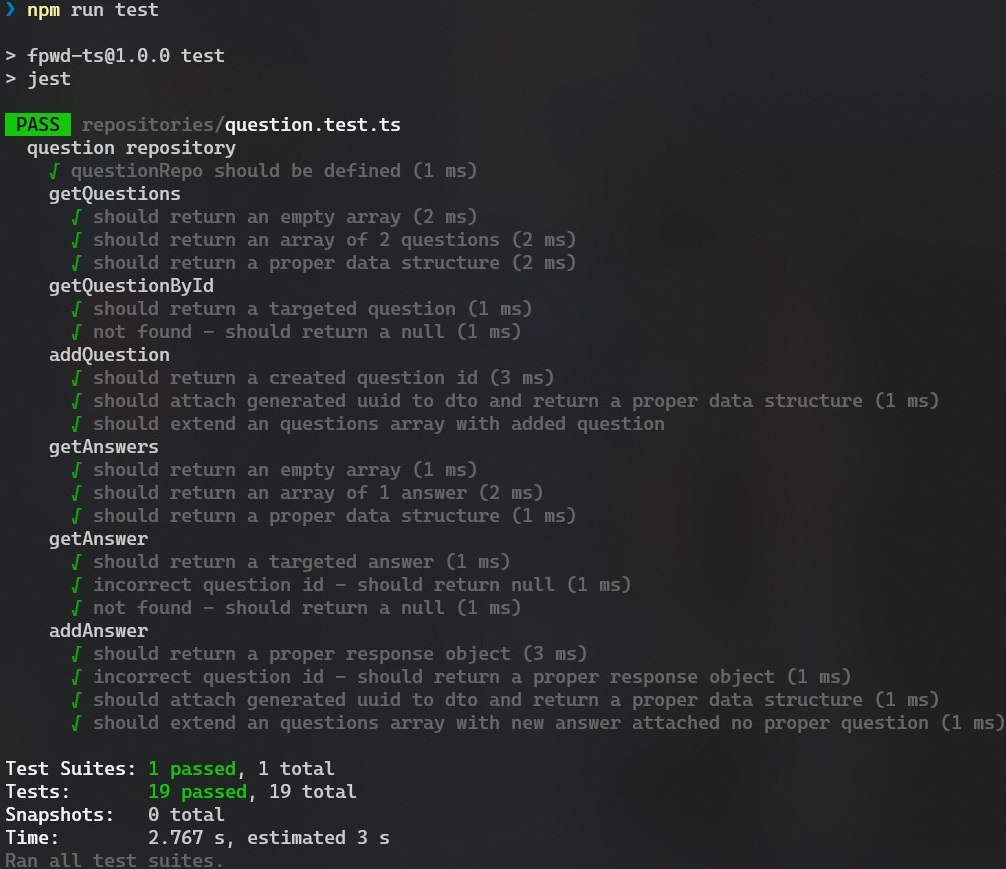 ❯ npm run test
> fpwd-ts@1.0.0 test
> jest
PASS repositories/question.test.ts
question repository
√ questionRepo should be defined (1 ms)
getQuestions
√ should return an empty array (2 ms)
√ should return an array of 2 questions (2 ms)
√ should return a proper data structure (2 ms)
getQuestionById
√ should return a targeted question (1 ms)
√ not found - should return a null (1 ms)
addQuestion
√ should return a created question id (3 ms)
√ should attach generated uuid to dto and return a proper data structure (1 ms)
√ should extend an questions array with added question
getAnswers
√ should return an empty array (1 ms)
√ should return an array of 1 answer (2 ms)
√ should return a proper data structure (1 ms)
getAnswer
√ should return a targeted answer (1 ms)
√ incorrect question id - should return null (1 ms)
√ not found - should return a null (1 ms)
addAnswer
√ should return a proper response object (3 ms)
√ incorrect question id - should return a proper response object (1 ms)
√ should attach generated uuid to dto and return a proper data structure (1 ms)
√ should extend an questions array with new answer attached no proper question (1 ms)
Test Suites: 1 passed, 1 total
Tests: 19 passed, 19 total
Snapshots: 0 total
Time: 2.767 s, estimated 3 s
Ran all test suites.